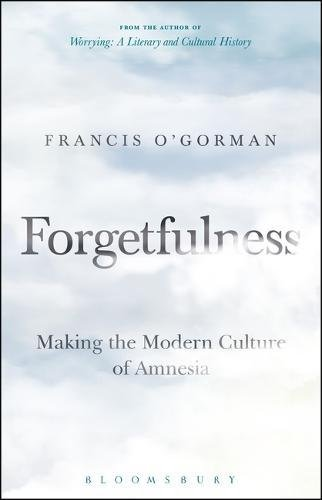 FROM THE AUTHOR OF
Worrying: A Literary and Cultural History
FRANCIS O'GORMAN
Forgetfulness
Making the Modern Culture
of Amnesia
BLOOMSBURY